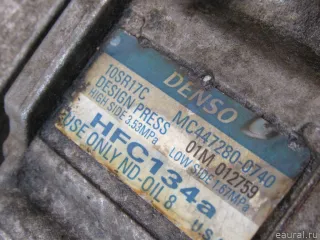 DENSO
10SR17C MC447280-0740
DESIGN PRESS 01M 012759
HIGH SIDE 3.53MPa LOW SIDE 1.67MPa
HFC134a
USE ONLY ND OIL 8
eaural.ru